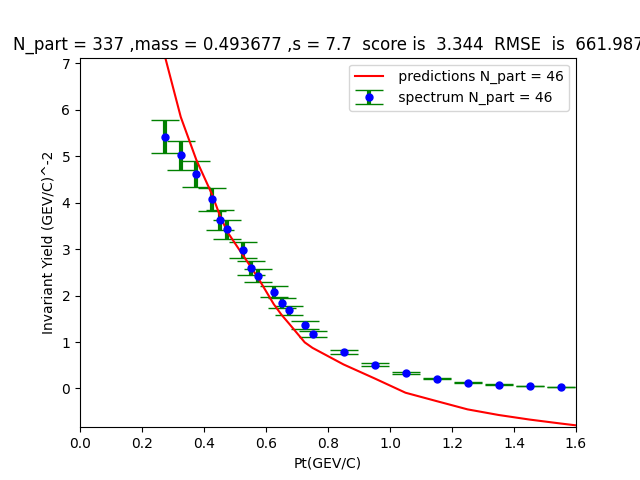 N_part = 337 ,mass = 0.493677 ,s = 7.7  score is  3.344  RMSE  is  661.987
predictions N_part = 46
spectrum N_part = 46
Invariant Yield (GEV/C)^-2
7
6
5
4
3
2
1
0
0.0 0.2 0.4 0.6 0.8 1.0 1.2 1.4 1.6
Pt(GEV/C)